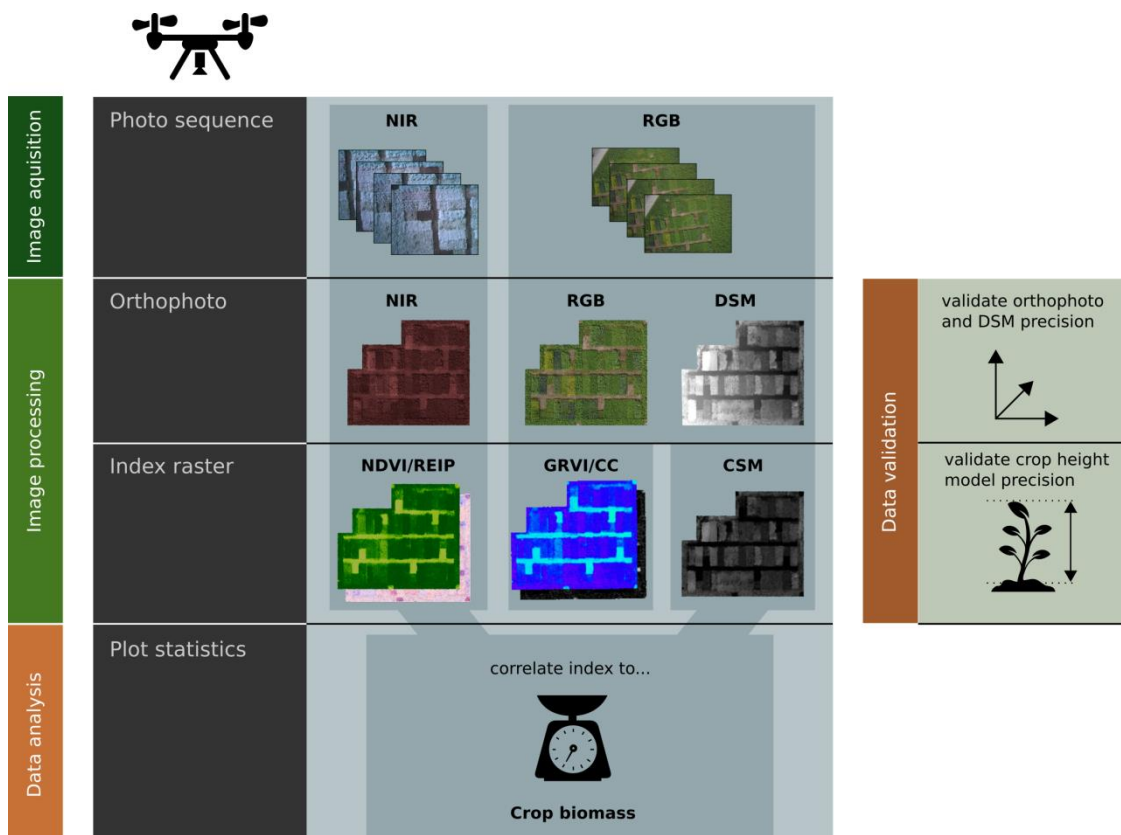 Image aquisition
Photo sequence
NIR
RGB
Image processing
Orthophoto
NIR
RGB
DSM
Index raster
NDVI/REIP
GRVI/CC
CSM
Data validation
validate orthophoto
and DSM precision
validate crop height
model precision
Data analysis
Plot statistics
correlate index to...
Crop biomass